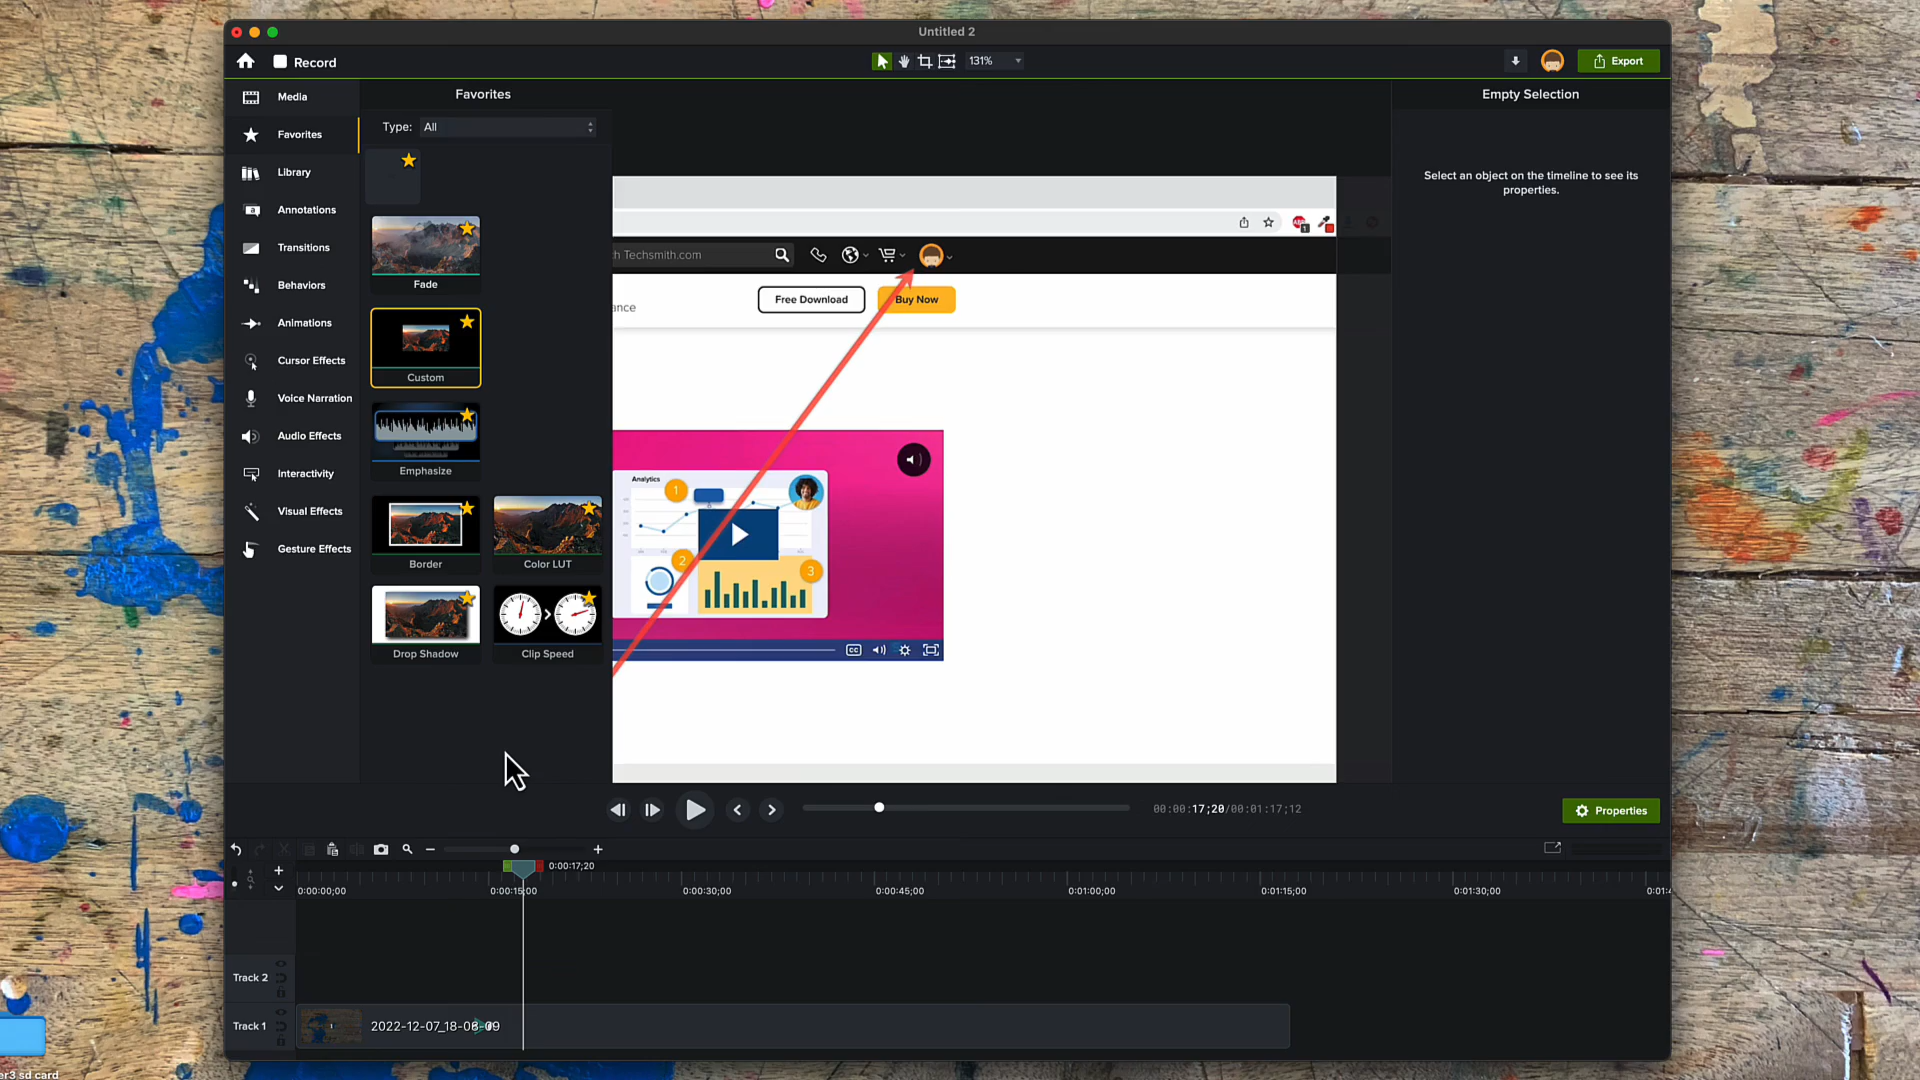 Untitled 2
Record
131%
Export
Media
Favorites
Library
Annotations
Transitions
Behaviors
Animations
Cursor Effects
Voice Narration
Audio Effects
Interactivity
Visual Effects
Gesture Effects
Favorites
Type: All
Fade
Custom
Emphasize
Border
Color LUT
Drop Shadow
Clip Speed
h Techsmith.com
ance
Free Download
Buy Now
Analytics
1
2
3
CC
Empty Selection
Select an object on the timeline to see its
properties.
00:00:17;20/00:01:17;12
Properties
0:00:17;20
0:00:00;00
0:00:15;00
0:00:30;00
0:00:45;00
0:01:00;00
0:01:15;00
0:01:30;00
Track 2
Track 1
2022-12-07_18-08-09
er3 sd card